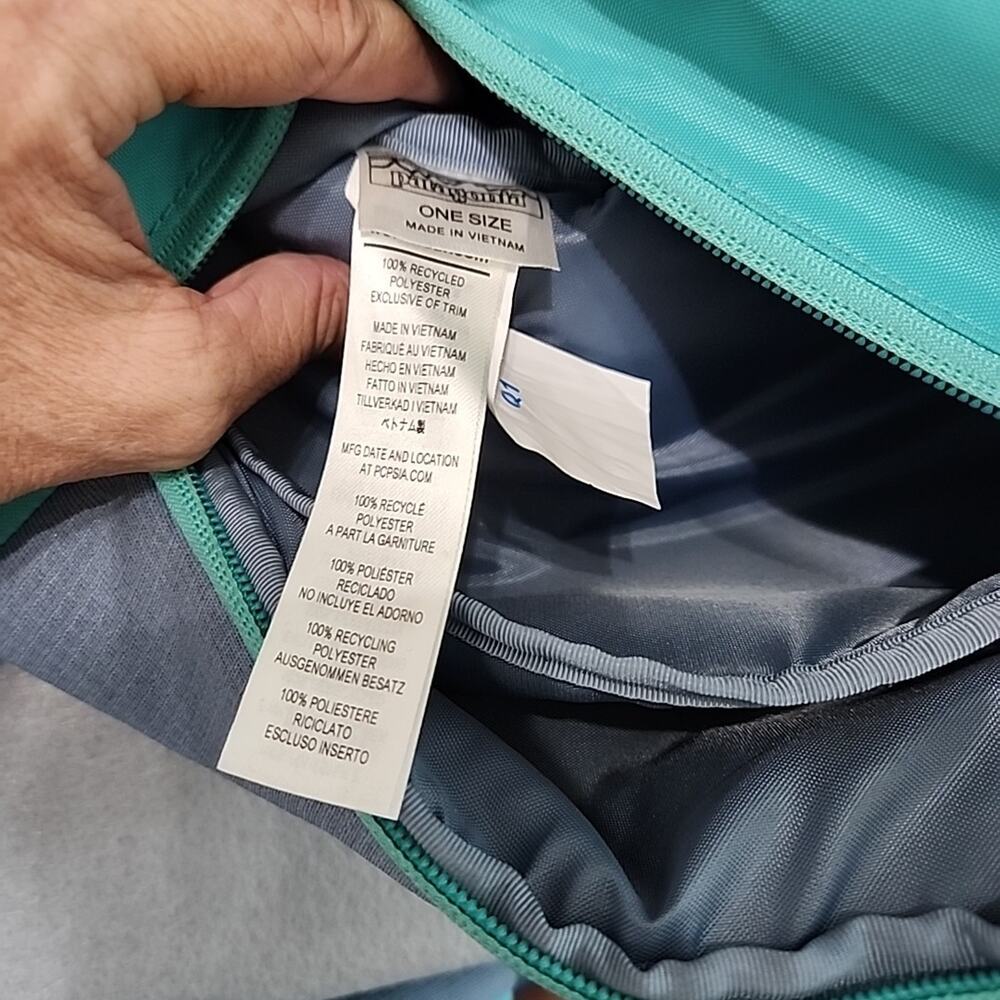 patagonia
ONE SIZE
MADE IN VIETNAM
100% RECYCLED
POLYESTER
EXCLUSIVE OF TRIM
MADE IN VIETNAM
FABRIQUÉ AU VIETNAM
HECHO EN VIETNAM
FATTO IN VIETNAM
TILLVERKAD I VIETNAM
ベトナム製
MFG DATE AND LOCATION
AT PCPSIA.COM
100% RECYCLÉ
POLYESTER
A PART LA GARNITURE
100% POLIÉSTER
RECICLADO
NO INCLUYE EL ADORNO
100% RECYCLING
POLYESTER
AUSGENOMMEN BESATZ
100% POLIESTERE
RICICLATO
ESCLUSO INSERTO